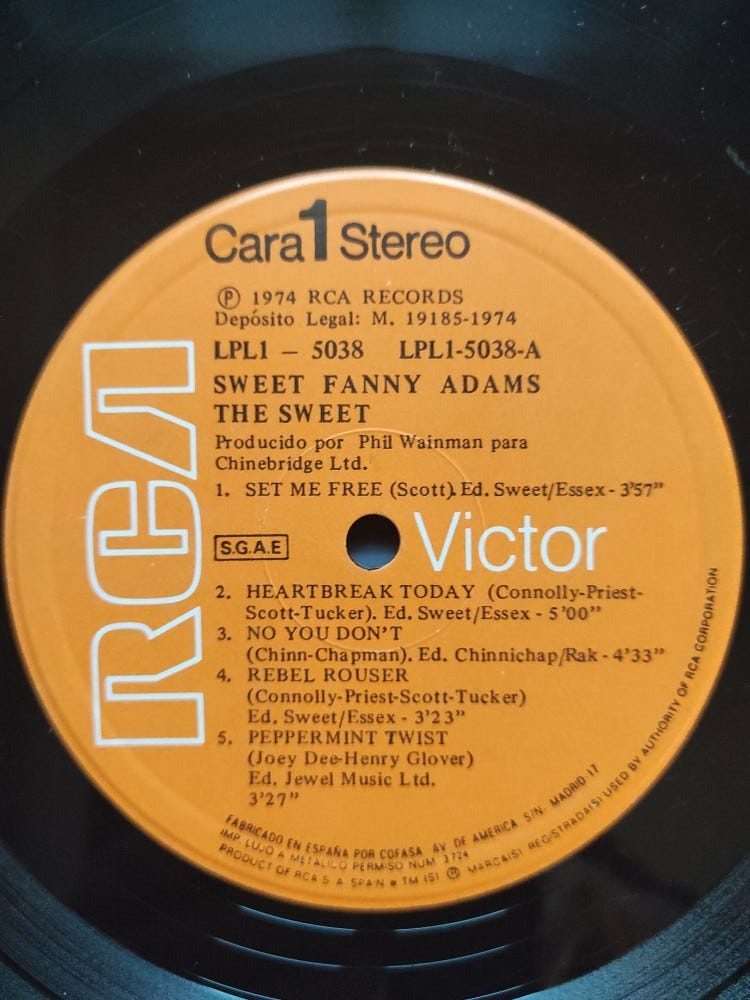 Cara 1 Stereo
Ⓟ 1974 RCA RECORDS
Depósito Legal: M. 19185-1974
LPL1 – 5038 LPL1-5038-A
SWEET FANNY ADAMS
THE SWEET
Producido por Phil Wainman para
Chinebridge Ltd.
1. SET ME FREE (Scott). Ed. Sweet/Essex - 3'57"
RCA
S.G.A.E
Victor
2. HEARTBREAK TODAY (Connolly-Priest-
Scott-Tucker). Ed. Sweet/Essex - 5'00"
3. NO YOU DON'T
(Chinn-Chapman). Ed. Chinnichap/Rak - 4'33"
4. REBEL ROUSER
(Connolly-Priest-Scott-Tucker)
Ed. Sweet/Essex - 3'23"
5. PEPPERMINT TWIST
(Joey Dee-Henry Glover)
Ed. Jewel Music Ltd.
3'27"
FABRICADO EN ESPAÑA POR COFASA AV. DE AMERICA S/N- MADRID 17
IMP. LUJO A METALICO PERMISO NUM. 3724
PRODUCT OF RCA S. A. SPAIN • TM (S) ® MARCA(S) REGISTRADA(S) USED BY AUTHORITY OF RCA CORPORATION